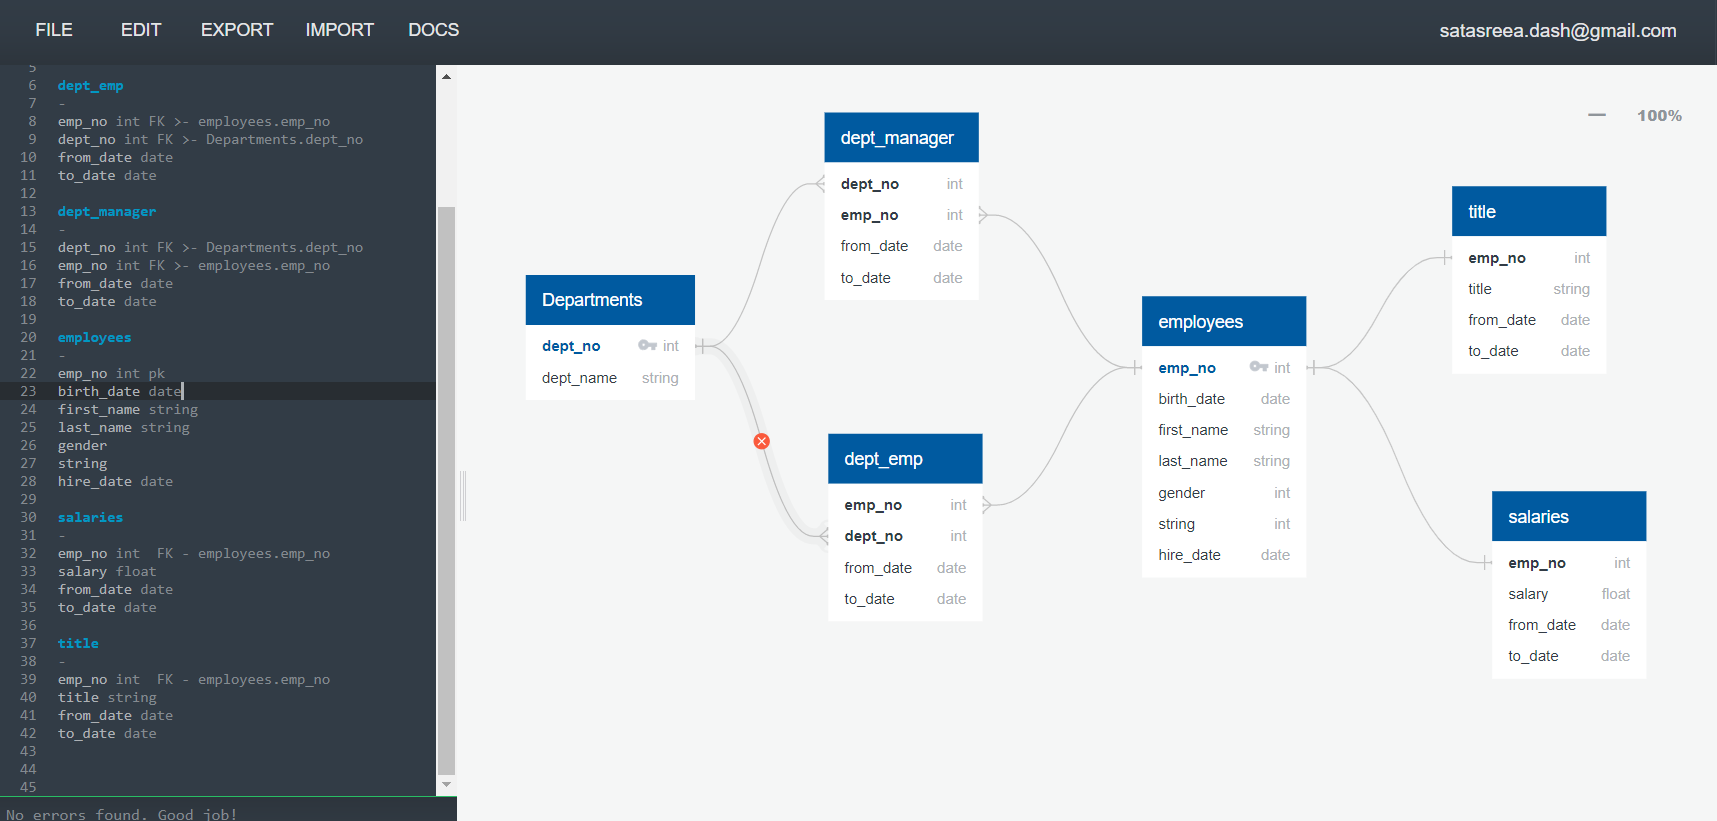 FILE EDIT EXPORT IMPORT DOCS satasreea.dash@gmail.com
5
6 dept_emp
7 -
8 emp_no int FK >- employees.emp_no
9 dept_no int FK >- Departments.dept_no
10 from_date date
11 to_date date
12
13 dept_manager
14 -
15 dept_no int FK >- Departments.dept_no
16 emp_no int FK >- employees.emp_no
17 from_date date
18 to_date date
19
20 employees
21 -
22 emp_no int pk
23 birth_date date
24 first_name string
25 last_name string
26 gender
27 string
28 hire_date date
29
30 salaries
31 -
32 emp_no int  FK - employees.emp_no
33 salary float
34 from_date date
35 to_date date
36
37 title
38 -
39 emp_no int  FK - employees.emp_no
40 title string
41 from_date date
42 to_date date
43
44
45
No errors found. Good job!
100%
Departments
dept_no int
dept_name string
dept_manager
dept_no int
emp_no int
from_date date
to_date date
dept_emp
emp_no int
dept_no int
from_date date
to_date date
employees
emp_no int
birth_date date
first_name string
last_name string
gender int
string int
hire_date date
title
emp_no int
title string
from_date date
to_date date
salaries
emp_no int
salary float
from_date date
to_date date